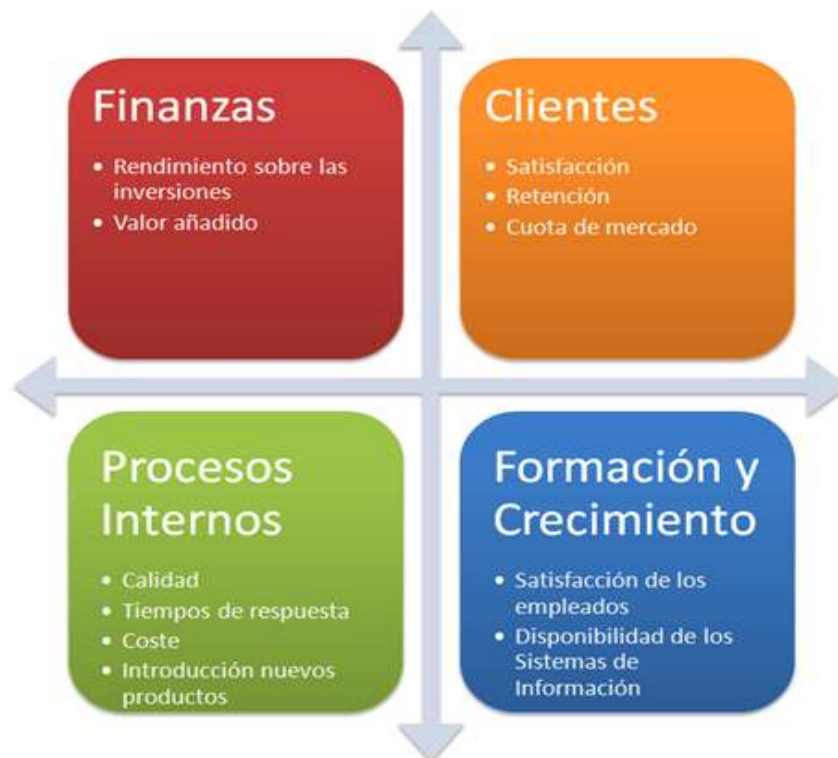 Finanzas
• Rendimiento sobre las
inversiones
• Valor añadido
Clientes
• Satisfacción
• Retención
• Cuota de mercado
Procesos
Internos
• Calidad
• Tiempos de respuesta
• Coste
• Introducción nuevos
productos
Formación y
Crecimiento
• Satisfacción de los
empleados
• Disponibilidad de los
Sistemas de
Información